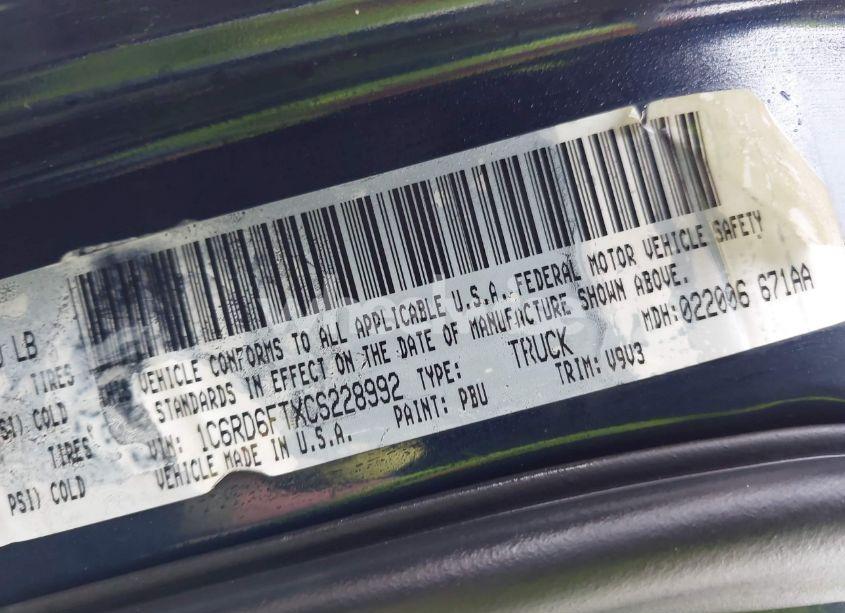 THIS VEHICLE CONFORMS TO ALL APPLICABLE U.S.A. FEDERAL MOTOR VEHICLE SAFETY
STANDARDS IN EFFECT ON THE DATE OF MANUFACTURE SHOWN ABOVE.
VIN: 1C6RD6FTXCS228992 TYPE: TRUCK MDH:022006 671AA
VEHICLE MADE IN U.S.A. PAINT: PBU TRIM: V9V3
LB
TIRES
PSI) COLD
TIRES
PSI) COLD